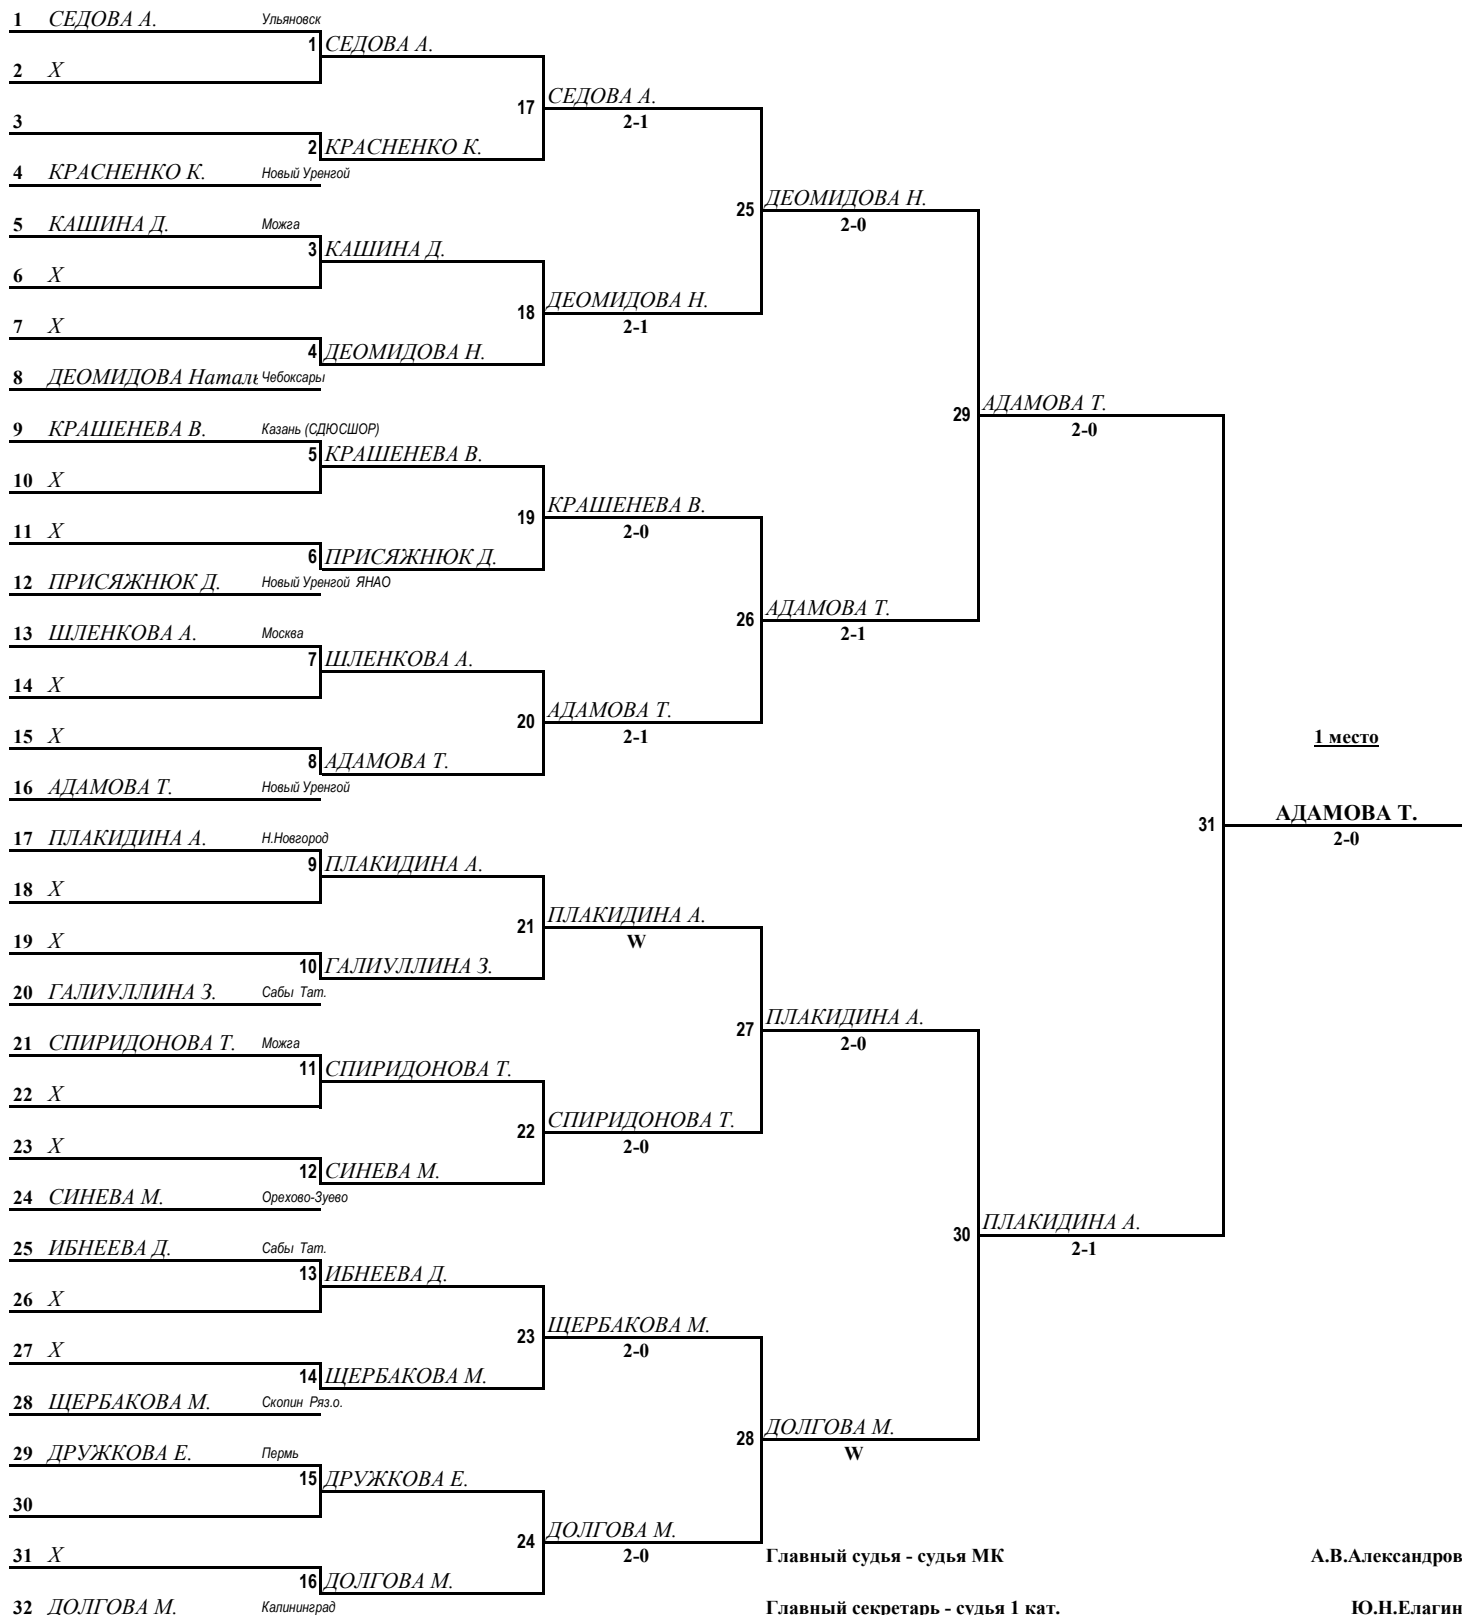 1 СЕДОВА А. Ульяновск
1 СЕДОВА А.
2 X
СЕДОВА А.
17
2-1
3
2 КРАСНЕНКО К.
4 КРАСНЕНКО К. Новый Уренгой
ДЕОМИДОВА Н.
25
5 КАШИНА Д. Можга
2-0
3 КАШИНА Д.
6 X
ДЕОМИДОВА Н.
18
7 X
2-1
4 ДЕОМИДОВА Н.
8 ДЕОМИДОВА Наталь Чебоксары
АДАМОВА Т.
29
9 КРАШЕНЕВА В. Казань (СДЮСШОР)
2-0
5 КРАШЕНЕВА В.
10 X
КРАШЕНЕВА В.
19
11 X
2-0
6 ПРИСЯЖНЮК Д.
12 ПРИСЯЖНЮК Д. Новый Уренгой ЯНАО
АДАМОВА Т.
26
13 ШЛЕНКОВА А. Москва
2-1
7 ШЛЕНКОВА А.
14 X
АДАМОВА Т.
20
15 X
2-1
1 место
8 АДАМОВА Т.
16 АДАМОВА Т. Новый Уренгой
АДАМОВА Т.
31
17 ПЛАКИДИНА А. Н.Новгород
2-0
9 ПЛАКИДИНА А.
18 X
ПЛАКИДИНА А.
21
19 X
W
10 ГАЛИУЛЛИНА З.
20 ГАЛИУЛЛИНА З. Сабы Тат.
ПЛАКИДИНА А.
27
21 СПИРИДОНОВА Т. Можга
2-0
11 СПИРИДОНОВА Т.
22 X
СПИРИДОНОВА Т.
22
23 X
2-0
12 СИНЕВА М.
24 СИНЕВА М. Орехово-Зуево
ПЛАКИДИНА А.
30
25 ИБНЕЕВА Д. Сабы Тат.
2-1
13 ИБНЕЕВА Д.
26 X
ЩЕРБАКОВА М.
23
27 X
2-0
14 ЩЕРБАКОВА М.
28 ЩЕРБАКОВА М. Скопин Ряз.о.
ДОЛГОВА М.
28
29 ДРУЖКОВА Е. Пермь
W
15 ДРУЖКОВА Е.
30
ДОЛГОВА М.
24
31 X
2-0
Главный судья - судья МК А.В.Александров
16 ДОЛГОВА М.
32 ДОЛГОВА М. Калининград
Главный секретарь - судья 1 кат. Ю.Н.Елагин